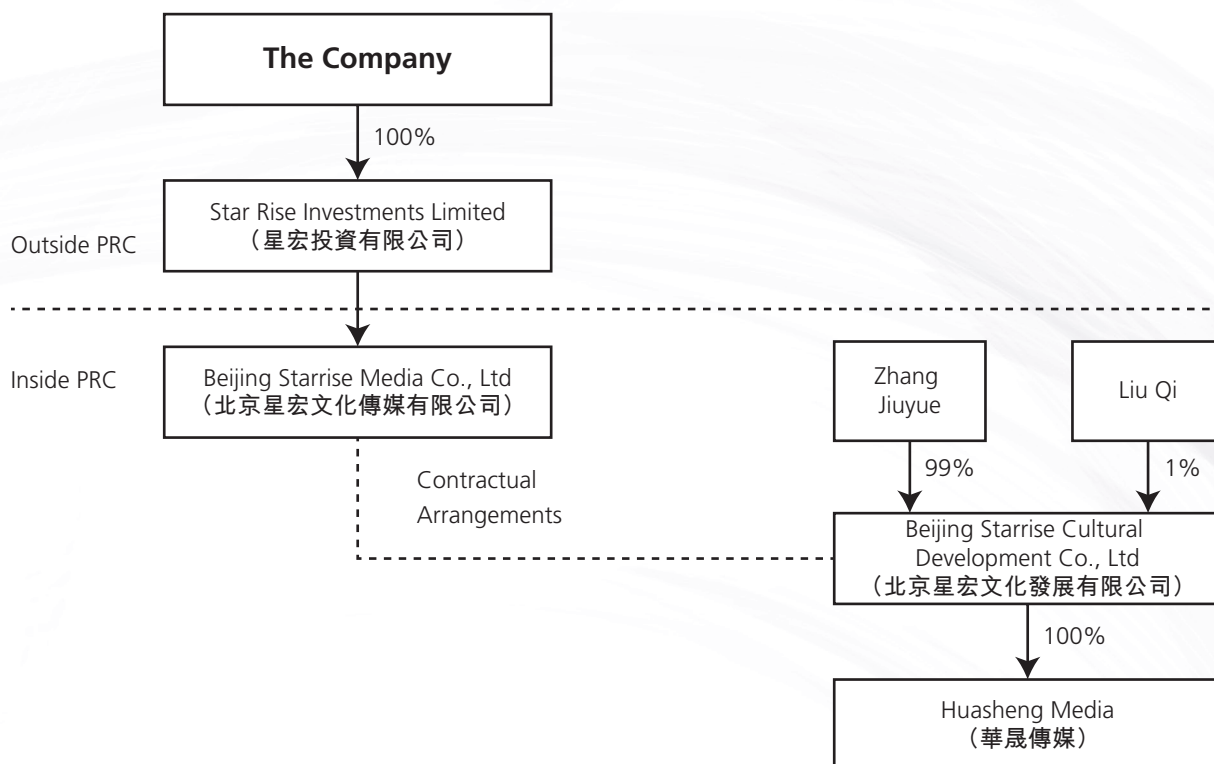 The Company
100%
Star Rise Investments Limited
（星宏投資有限公司）
Outside PRC
Inside PRC
Beijing Starrise Media Co., Ltd
（北京星宏文化傳媒有限公司）
Zhang
Jiuyue
Liu Qi
99%
1%
Contractual
Arrangements
Beijing Starrise Cultural
Development Co., Ltd
（北京星宏文化發展有限公司）
100%
Huasheng Media
（華晟傳媒）